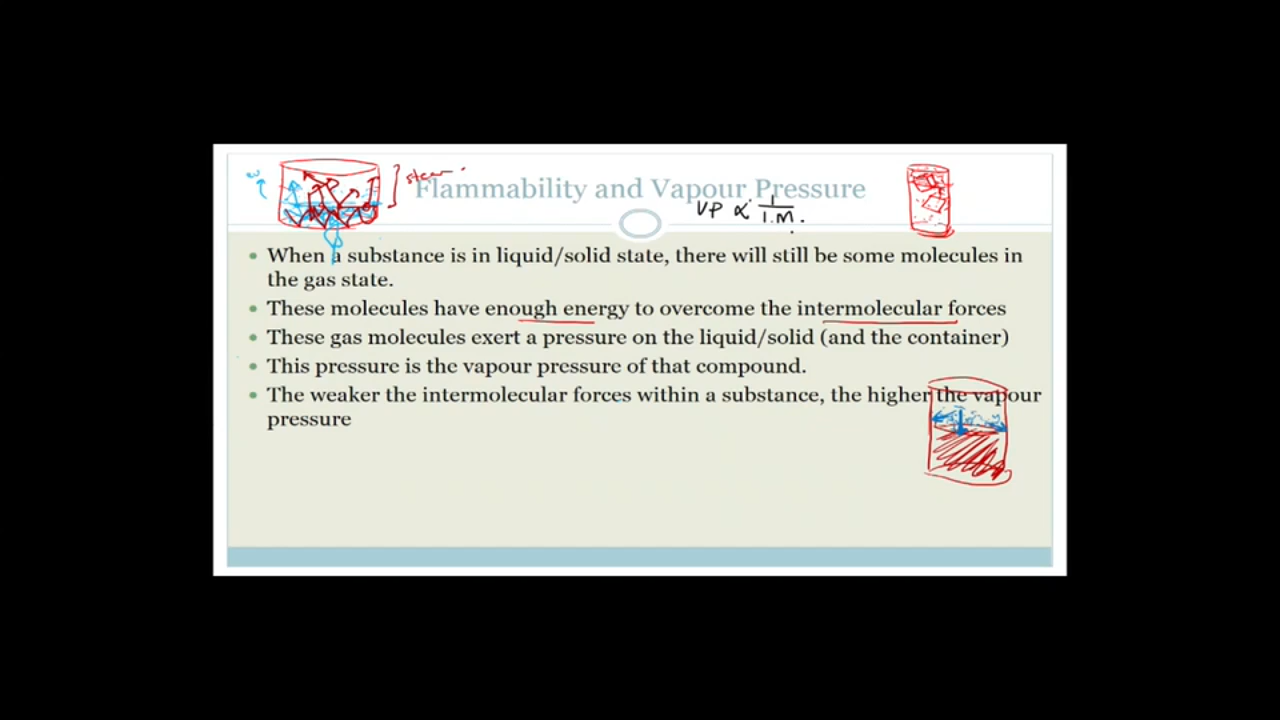 Flammability and Vapour Pressure
VP ∝ 1/I.M.
• When a substance is in liquid/solid state, there will still be some molecules in
the gas state.
• These molecules have enough energy to overcome the intermolecular forces
• These gas molecules exert a pressure on the liquid/solid (and the container)
• This pressure is the vapour pressure of that compound.
• The weaker the intermolecular forces within a substance, the higher the vapour
pressure